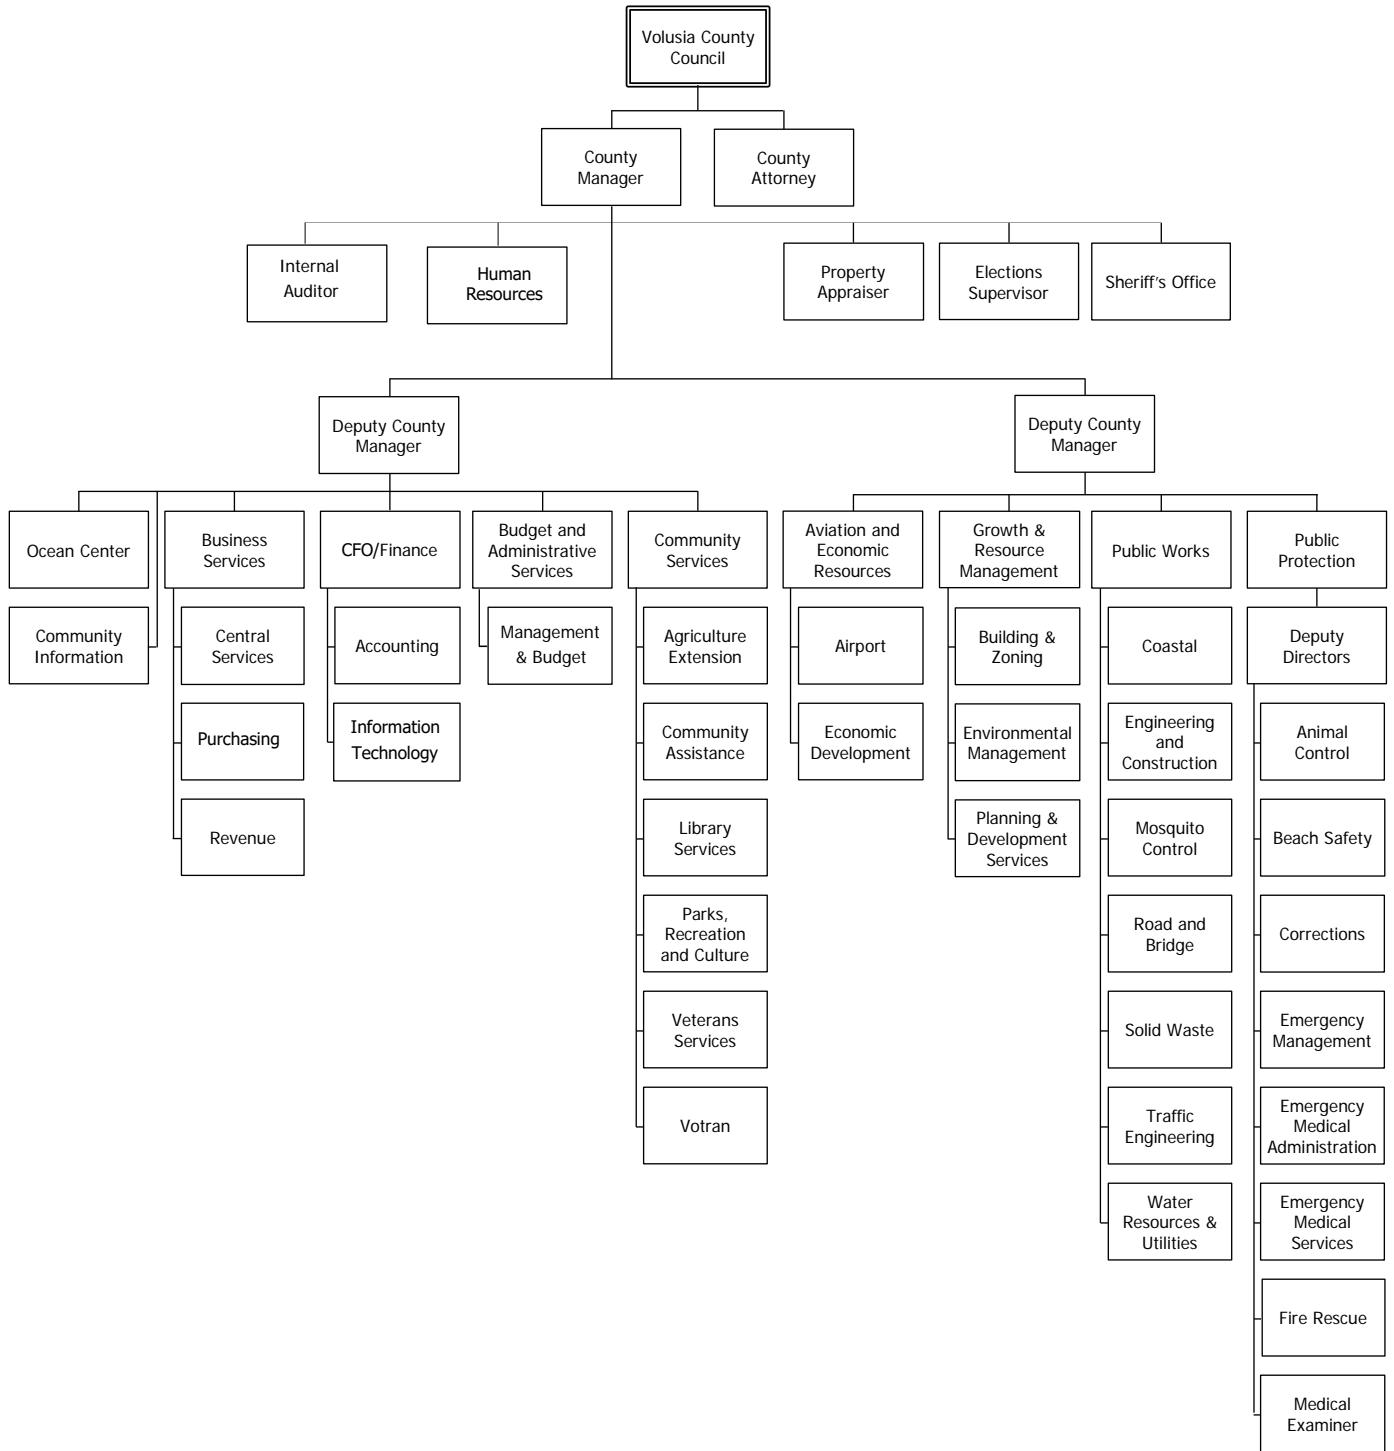 Volusia County
Council
County
Manager
County
Attorney
Internal
Auditor
Human
Resources
Property
Appraiser
Elections
Supervisor
Sheriff's Office
Deputy County
Manager
Deputy County
Manager
Ocean Center
Business
Services
CFO/Finance
Budget and
Administrative
Services
Community
Services
Aviation and
Economic
Resources
Growth &
Resource
Management
Public Works
Public
Protection
Community
Information
Central
Services
Accounting
Management
& Budget
Agriculture
Extension
Airport
Building &
Zoning
Coastal
Deputy
Directors
Purchasing
Information
Technology
Community
Assistance
Economic
Development
Environmental
Management
Engineering
and
Construction
Animal
Control
Revenue
Library
Services
Planning &
Development
Services
Mosquito
Control
Beach Safety
Parks,
Recreation
and Culture
Road and
Bridge
Corrections
Veterans
Services
Solid Waste
Emergency
Management
Votran
Traffic
Engineering
Emergency
Medical
Administration
Water
Resources &
Utilities
Emergency
Medical
Services
Fire Rescue
Medical
Examiner